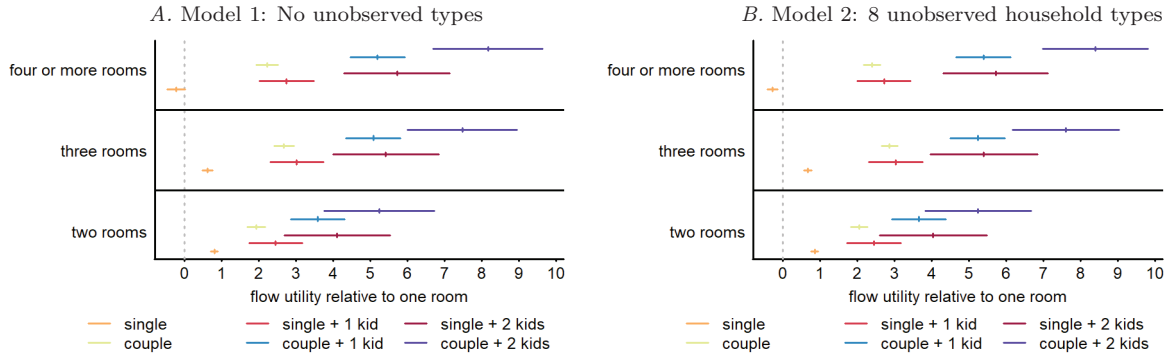 A. Model 1: No unobserved types
four or more rooms
three rooms
two rooms
0 1 2 3 4 5 6 7 8 9 10
flow utility relative to one room
single single + 1 kid single + 2 kids
couple couple + 1 kid couple + 2 kids
B. Model 2: 8 unobserved household types
four or more rooms
three rooms
two rooms
0 1 2 3 4 5 6 7 8 9 10
flow utility relative to one room
single single + 1 kid single + 2 kids
couple couple + 1 kid couple + 2 kids